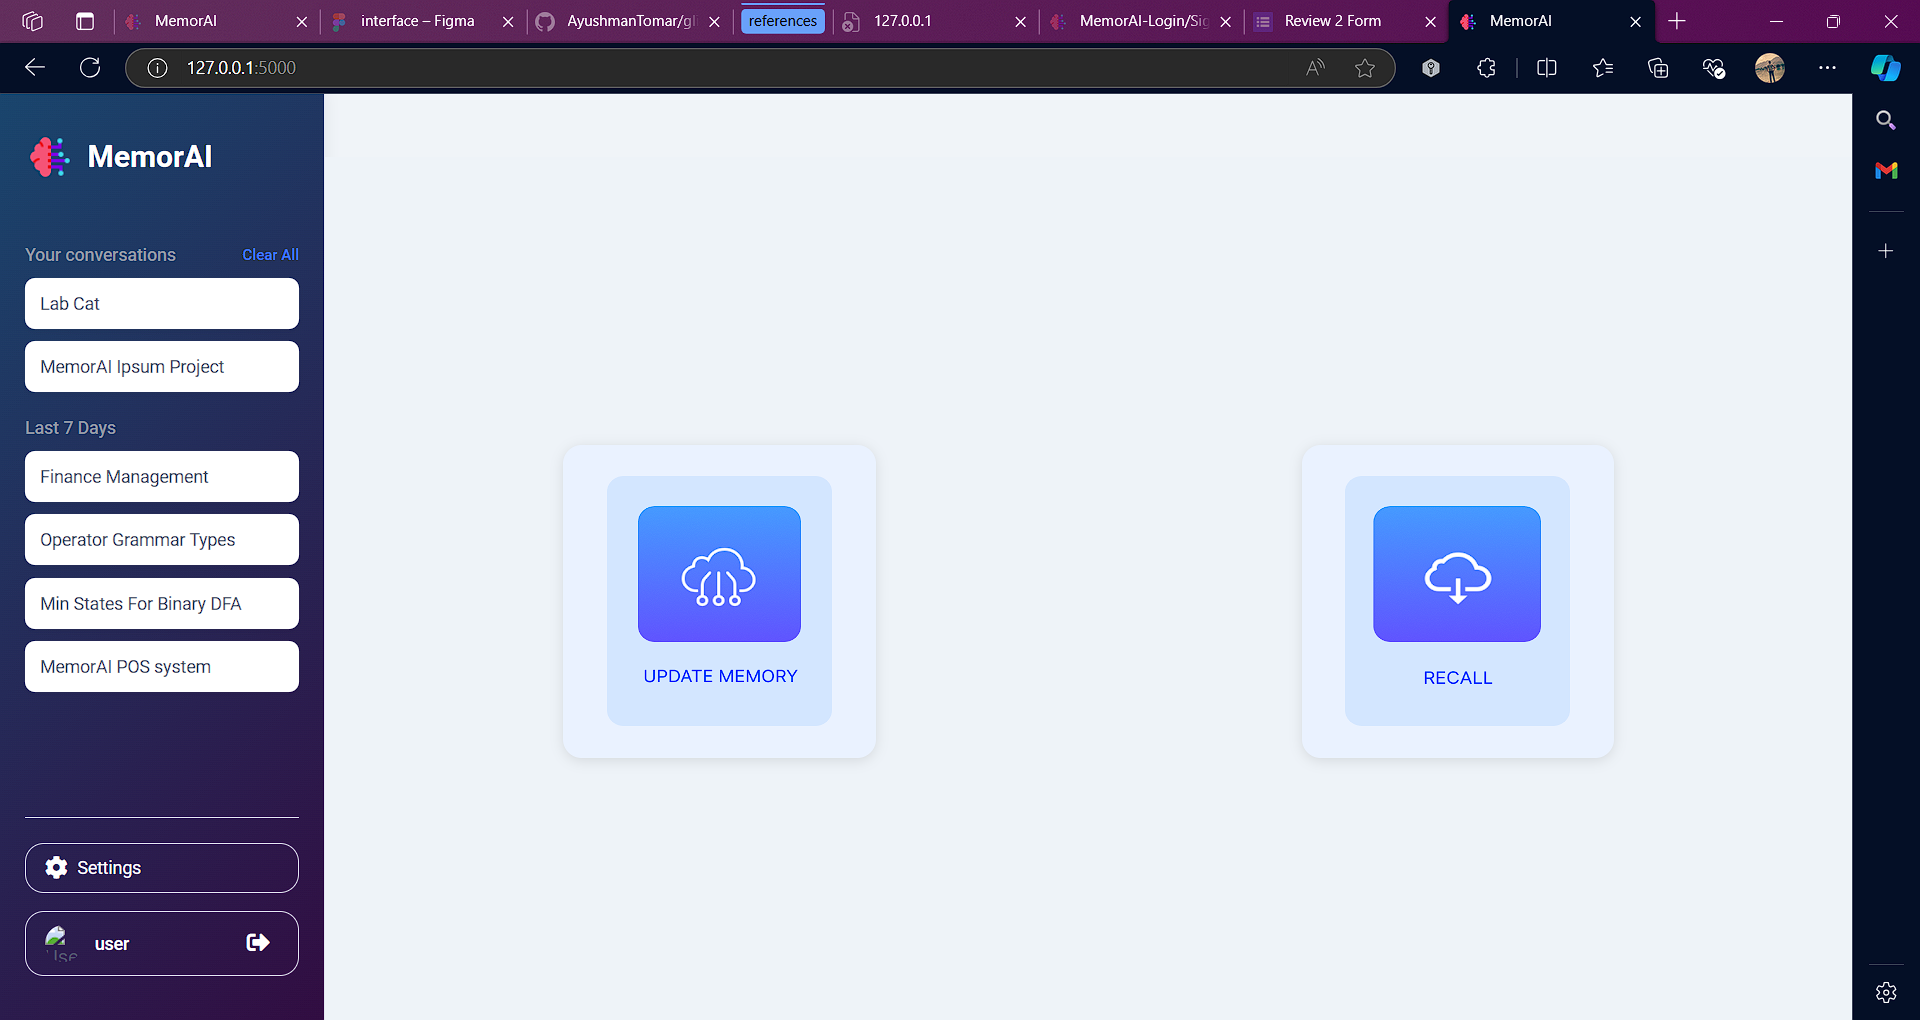 MemorAI
interface – Figma
AyushmanTomar/gl
references
127.0.0.1
MemorAI-Login/Sig
Review 2 Form
MemorAI
127.0.0.1:5000
MemorAI
Your conversations
Clear All
Lab Cat
MemorAI Ipsum Project
Last 7 Days
Finance Management
Operator Grammar Types
Min States For Binary DFA
MemorAI POS system
UPDATE MEMORY
RECALL
Settings
Use
user